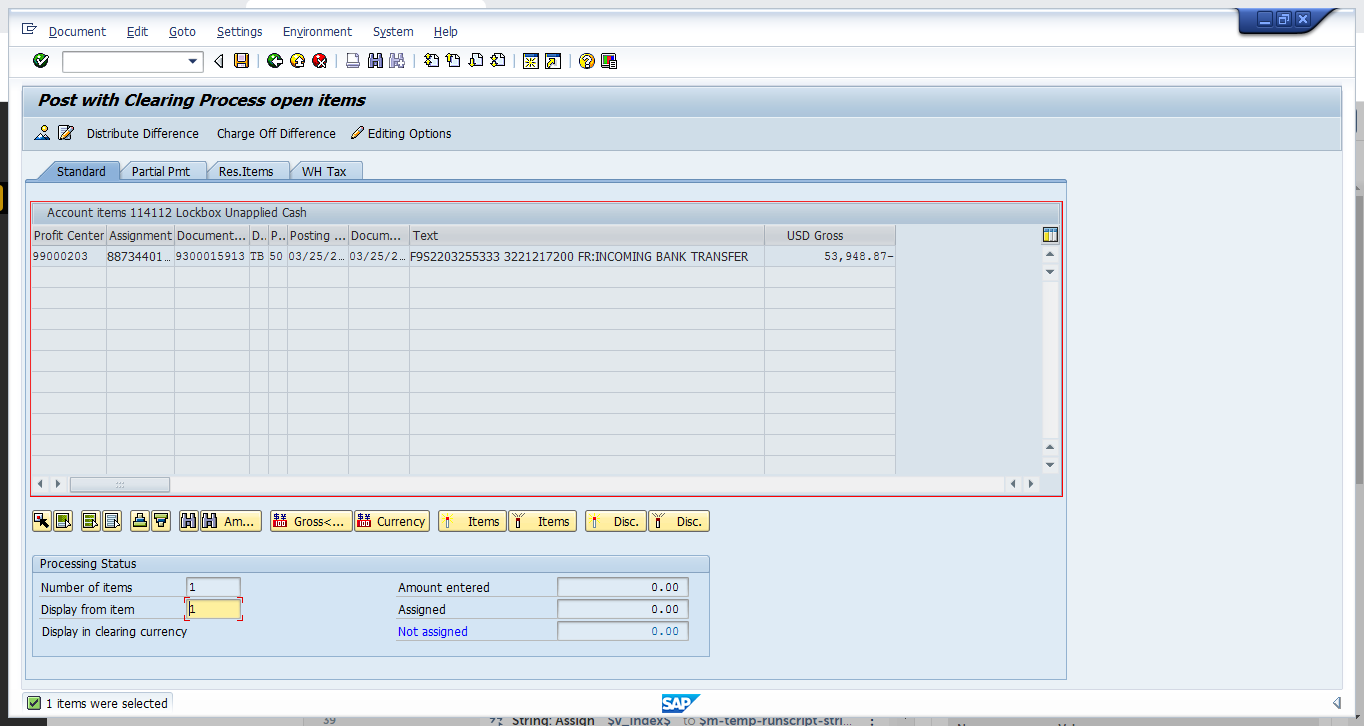 Document Edit Goto Settings Environment System Help
Post with Clearing Process open items
Distribute Difference Charge Off Difference Editing Options
Standard Partial Pmt Res.Items WH Tax
Account items 114112 Lockbox Unapplied Cash
Profit Center Assignment Document... D.. P.. Posting ... Docum... Text USD Gross
99000203 88734401... 9300015913 TB 50 03/25/2... 03/25/2... F9S2203255333 3221217200 FR:INCOMING BANK TRANSFER 53,948.87-
Am... Gross<... Currency Items Items Disc. Disc.
Processing Status
Number of items 1 Amount entered 0.00
Display from item 1 Assigned 0.00
Display in clearing currency Not assigned 0.00
1 items were selected
SAP
39 String: Assign "$V_Index$" to $m-temp-runscript-stri...